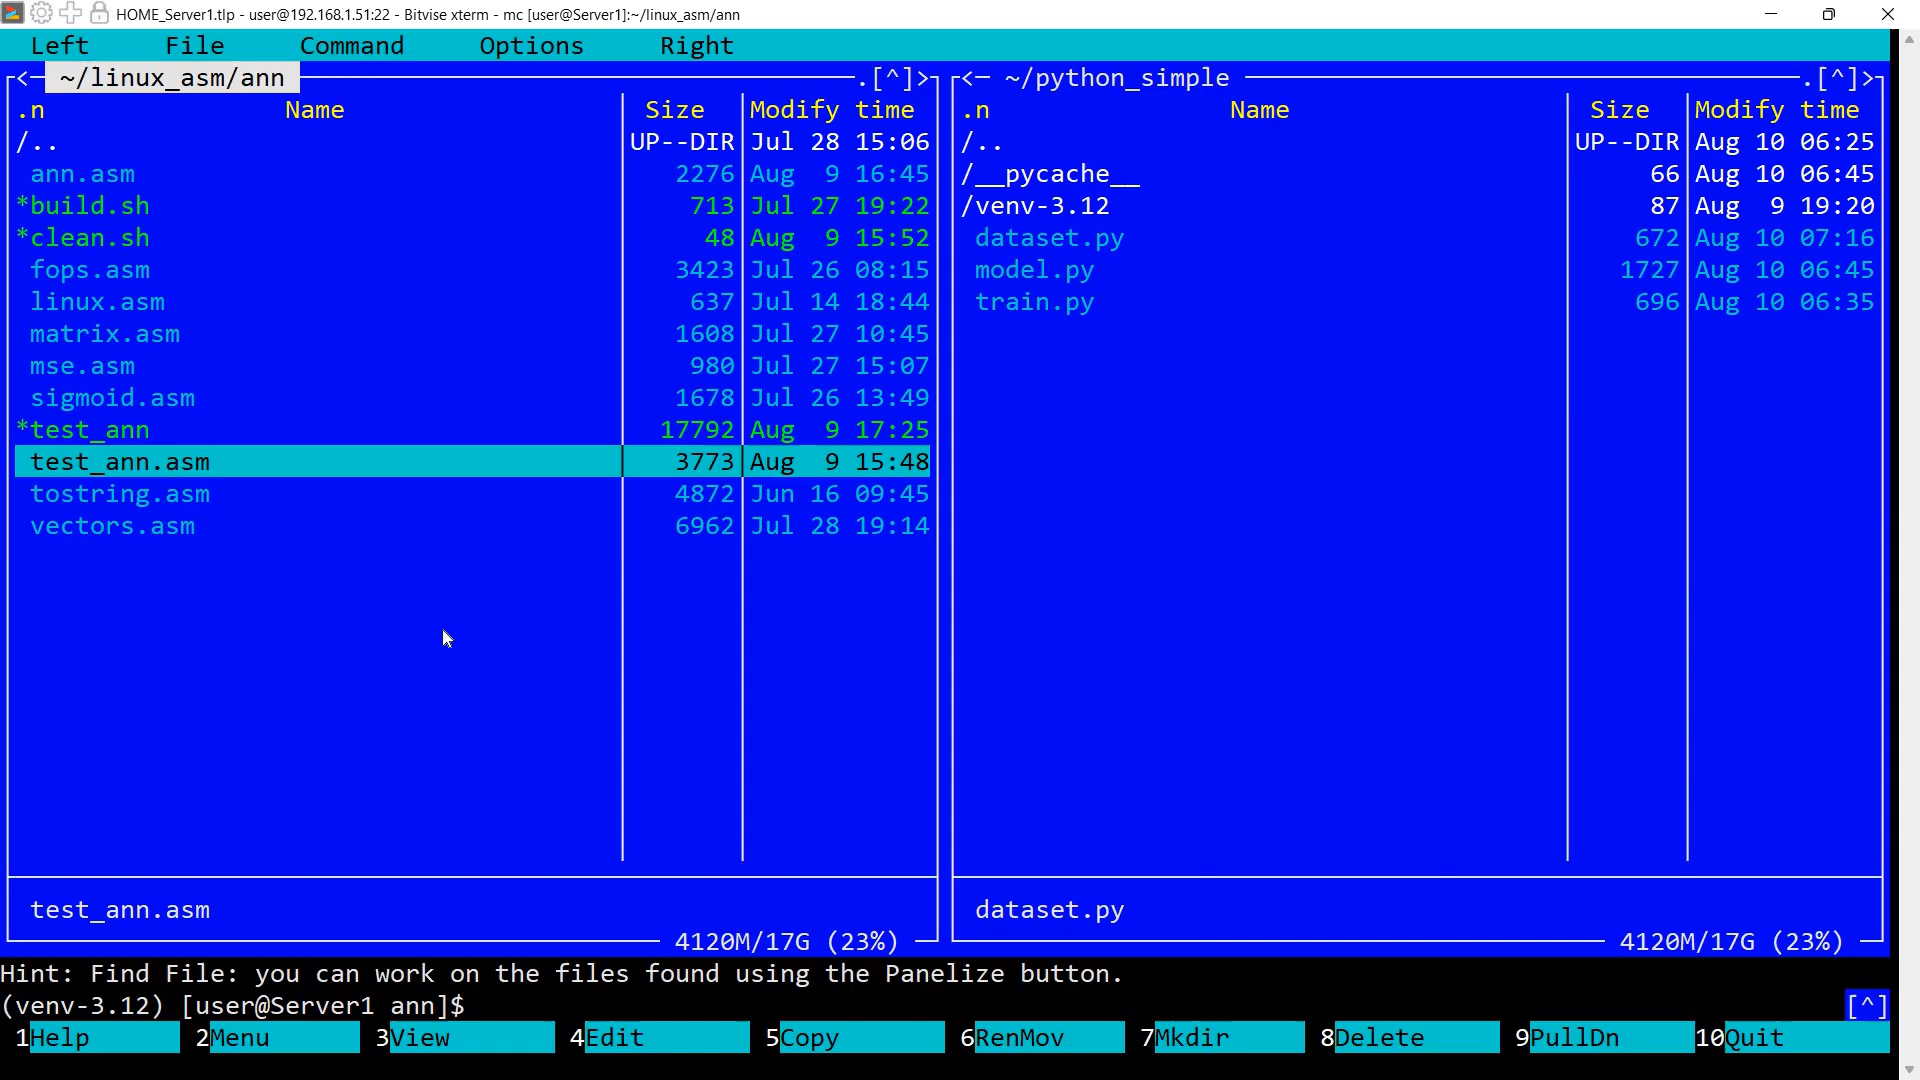 HOME_Server1.tlp - user@192.168.1.51:22 - Bitvise xterm - mc [user@Server1]:~/linux_asm/ann
Left File Command Options Right
<─ ~/linux_asm/ann .[^]> <─ ~/python_simple .[^]>
.n Name Size Modify time .n Name Size Modify time
/.. UP--DIR Jul 28 15:06 /.. UP--DIR Aug 10 06:25
ann.asm 2276 Aug 9 16:45 /__pycache__ 66 Aug 10 06:45
*build.sh 713 Jul 27 19:22 /venv-3.12 87 Aug 9 19:20
*clean.sh 48 Aug 9 15:52 dataset.py 672 Aug 10 07:16
fops.asm 3423 Jul 26 08:15 model.py 1727 Aug 10 06:45
linux.asm 637 Jul 14 18:44 train.py 696 Aug 10 06:35
matrix.asm 1608 Jul 27 10:45
mse.asm 980 Jul 27 15:07
sigmoid.asm 1678 Jul 26 13:49
*test_ann 17792 Aug 9 17:25
test_ann.asm 3773 Aug 9 15:48
tostring.asm 4872 Jun 16 09:45
vectors.asm 6962 Jul 28 19:14
test_ann.asm dataset.py
4120M/17G (23%) 4120M/17G (23%)
Hint: Find File: you can work on the files found using the Panelize button.
(venv-3.12) [user@Server1 ann]$ [^]
1Help 2Menu 3View 4Edit 5Copy 6RenMov 7Mkdir 8Delete 9PullDn 10Quit